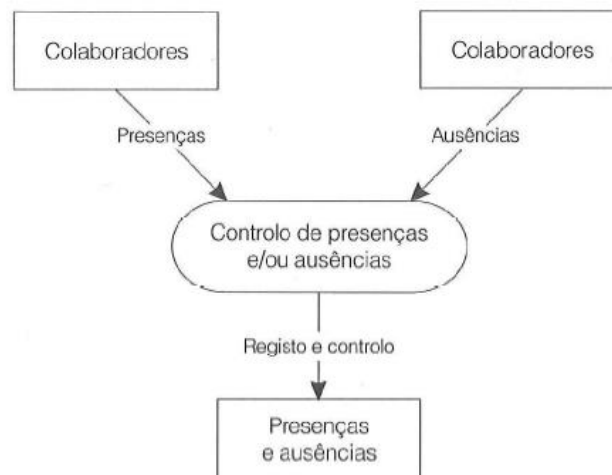 Colaboradores
Colaboradores
Presenças
Ausências
Controlo de presenças
e/ou ausências
Registo e controlo
Presenças
e ausências